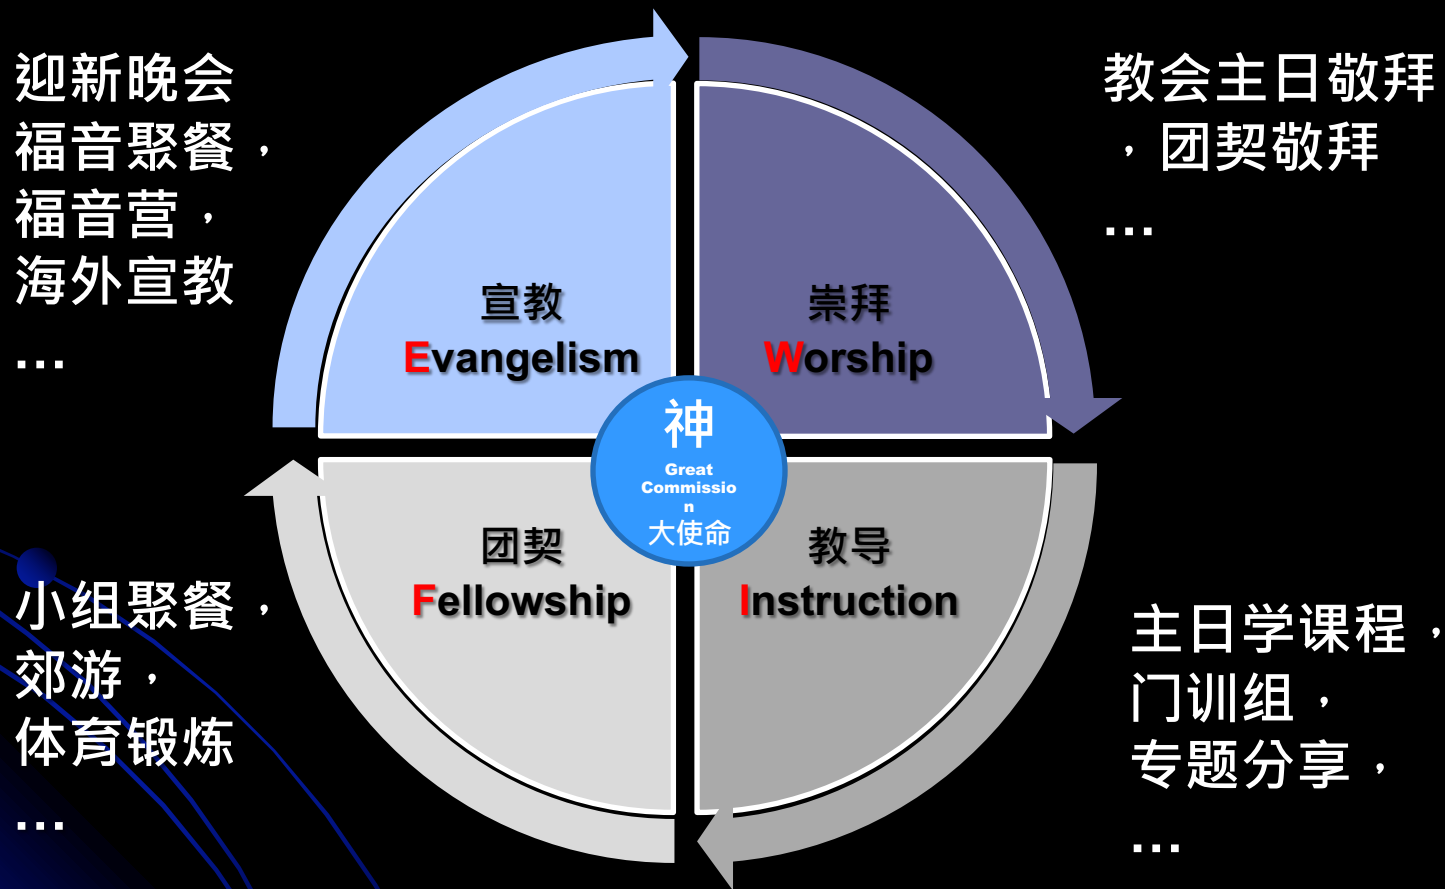 迎新晚会
福音聚餐，
福音营，
海外宣教
…
教会主日敬拜
，团契敬拜
…
宣教
Evangelism
崇拜
Worship
神
Great
Commissio
n
大使命
团契
Fellowship
教导
Instruction
小组聚餐，
郊游，
体育锻炼
…
主日学课程，
门训组，
专题分享，
…